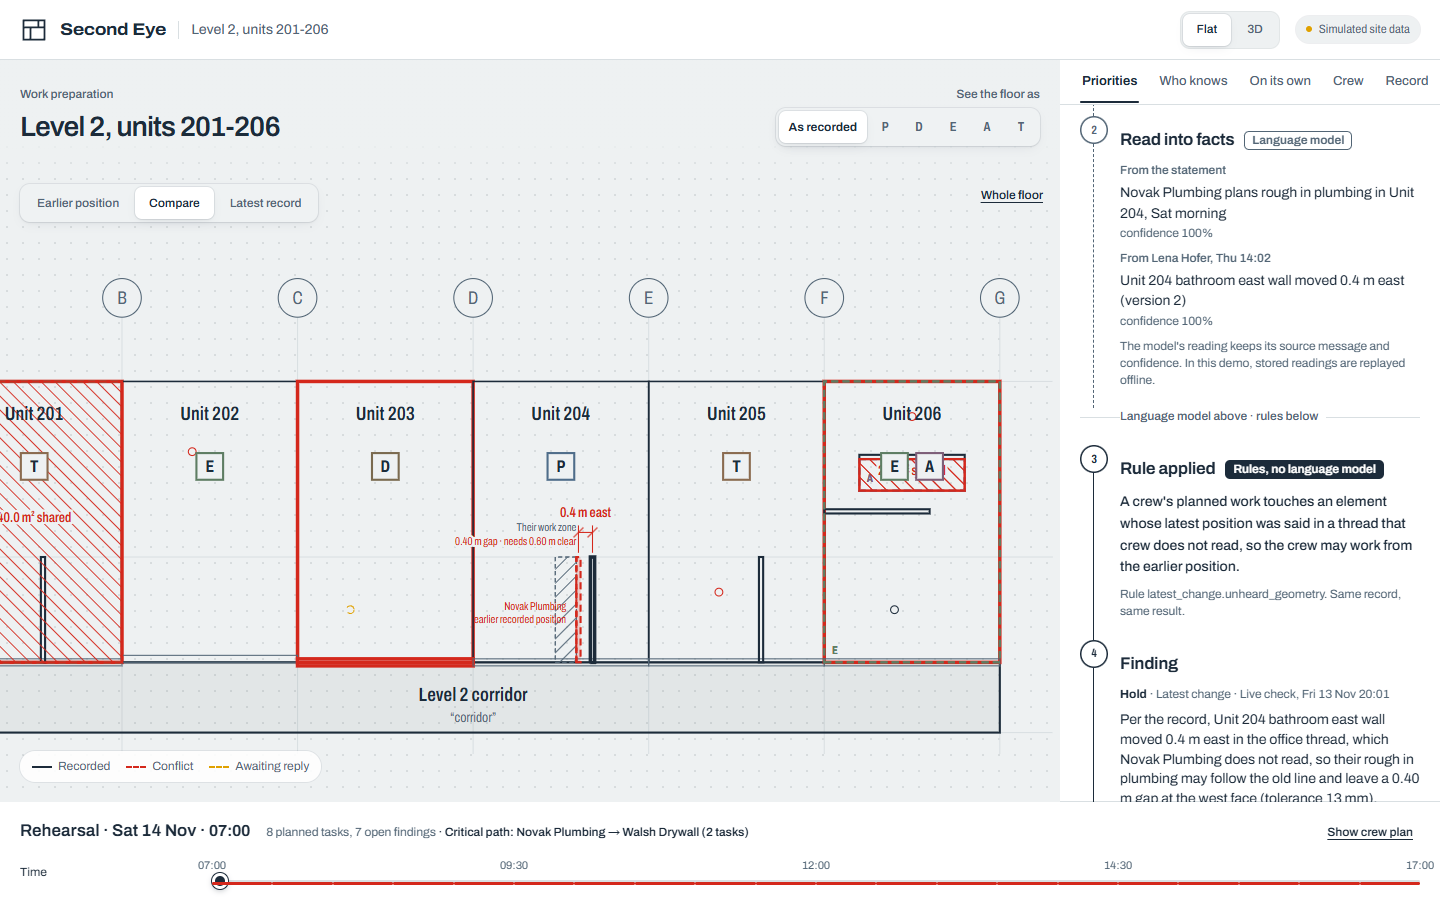 Second Eye
Level 2, units 201-206
Flat
3D
Simulated site data
Work preparation
Level 2, units 201-206
See the floor as
As recorded
P
D
E
A
T
Earlier position
Compare
Latest record
Whole floor
B
C
D
E
F
G
Unit 201
Unit 202
Unit 203
Unit 204
Unit 205
Unit 206
T
E
D
P
T
E
A
A
40.0 m² shared
0.4 m east
Their work zone
0.40 m gap · needs 0.60 m clear
Novak Plumbing
earlier recorded position
E
Level 2 corridor
“corridor”
Recorded
Conflict
Awaiting reply
Priorities
Who knows
On its own
Crew
Record
2
Read into facts
Language model
From the statement
Novak Plumbing plans rough in plumbing in Unit
204, Sat morning
confidence 100%
From Lena Hofer, Thu 14:02
Unit 204 bathroom east wall moved 0.4 m east
(version 2)
confidence 100%
The model's reading keeps its source message and
confidence. In this demo, stored readings are replayed
offline.
Language model above · rules below
3
Rule applied
Rules, no language model
A crew's planned work touches an element
whose latest position was said in a thread that
crew does not read, so the crew may work from
the earlier position.
Rule latest_change.unheard_geometry. Same record,
same result.
4
Finding
Hold · Latest change · Live check, Fri 13 Nov 20:01
Per the record, Unit 204 bathroom east wall
moved 0.4 m east in the office thread, which
Novak Plumbing does not read, so their rough in
plumbing may follow the old line and leave a 0.40
m gap at the west face (tolerance 13 mm).
Rehearsal · Sat 14 Nov · 07:00
8 planned tasks, 7 open findings · Critical path: Novak Plumbing → Walsh Drywall (2 tasks)
Show crew plan
Time
07:00
09:30
12:00
14:30
17:00